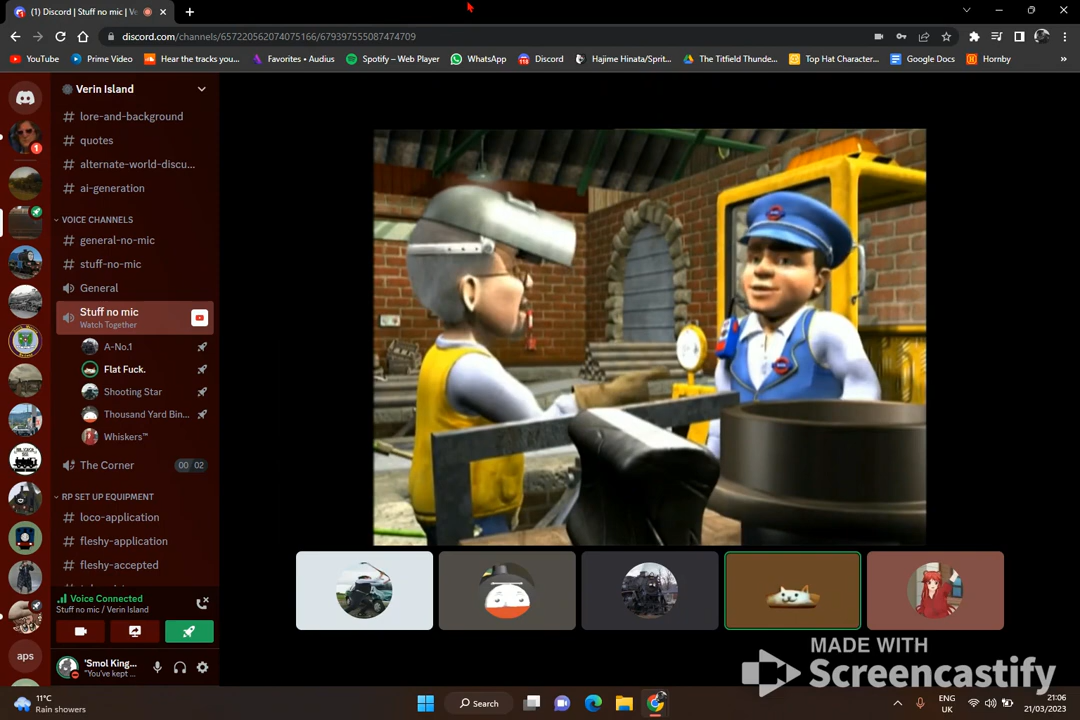 (1) Discord | Stuff no mic | Ve
discord.com/channels/657220562074075166/679397555087474709
YouTube
Prime Video
Hear the tracks you...
Favorites • Audius
Spotify – Web Player
WhatsApp
Discord
Hajime Hinata/Sprit...
The Titfield Thunde...
Top Hat Character...
Google Docs
Hornby
»
Verin Island
# lore-and-background
# quotes
# alternate-world-discu...
# ai-generation
VOICE CHANNELS
# general-no-mic
# stuff-no-mic
General
Stuff no mic
Watch Together
A-No.1
Flat Fuck.
Shooting Star
Thousand Yard Bin...
Whiskers™
The Corner
00 02
RP SET UP EQUIPMENT
# loco-application
# fleshy-application
# fleshy-accepted
Voice Connected
Stuff no mic / Verin Island
aps
'Smol King...
"You've kept ...
1
MADE WITH
Screencastify
11°C
Rain showers
Search
ENG
UK
21:06
21/03/2023